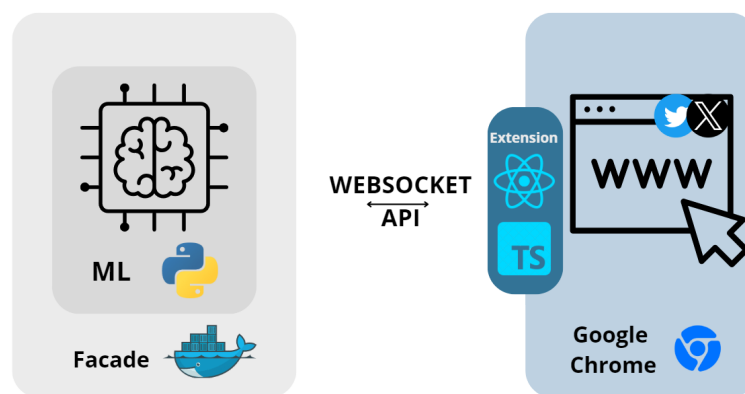 ML
Facade
WEBSOCKET
API
Extension
TS
WWW
Google
Chrome